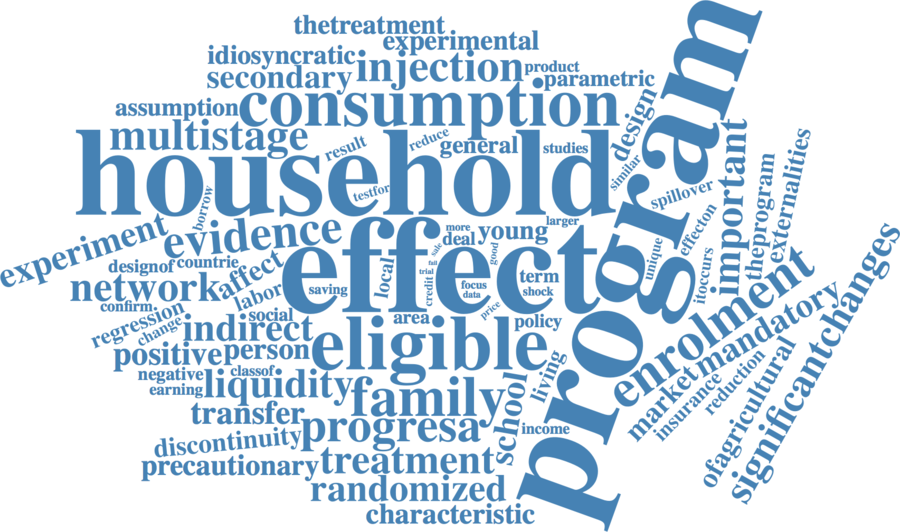 thetreatment
experimental
idiosyncratic
secondary
injection
product
parametric
assumption
consumption
multistage
result
reduce
general
studies
design
similar
household
testfor
borrow
program
important
spillover
theprogram
externalities
experiment
evidence
more
larger
deal
young
effect
effecton
unique
itoccurs
designof
countrie
affect
network
labor
saving
local
sale
full
trial
credit
good
focus
data
term
shock
price
confirm
regression
change
social
indirect
area
policy
positive
person
eligible
enrolment
mandatory
significantchanges
negative
classof
earning
liquidity
family
living
market
insurance
reduction
ofagricultural
transfer
progresa
school
income
discontinuity
precautionary
treatment
randomized
characteristic